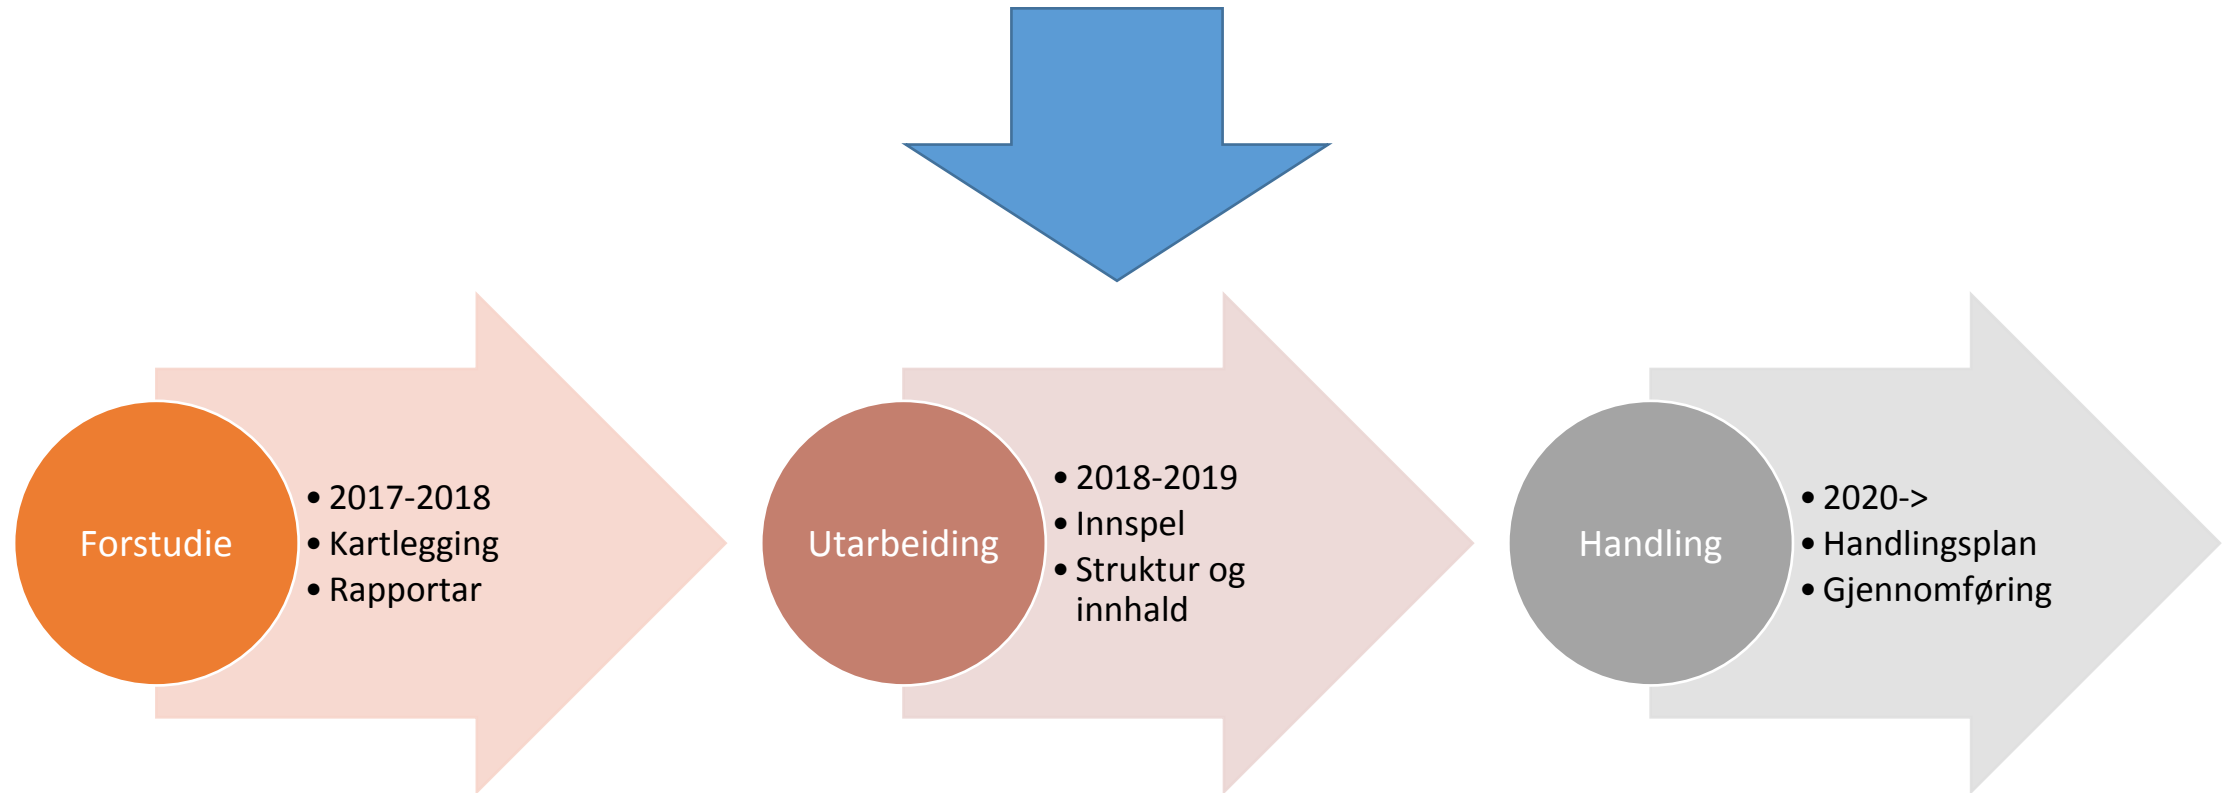 Forstudie
• 2017-2018
• Kartlegging
• Rapportar
Utarbeiding
• 2018-2019
• Innspel
• Struktur og
innhald
Handling
• 2020->
• Handlingsplan
• Gjennomføring